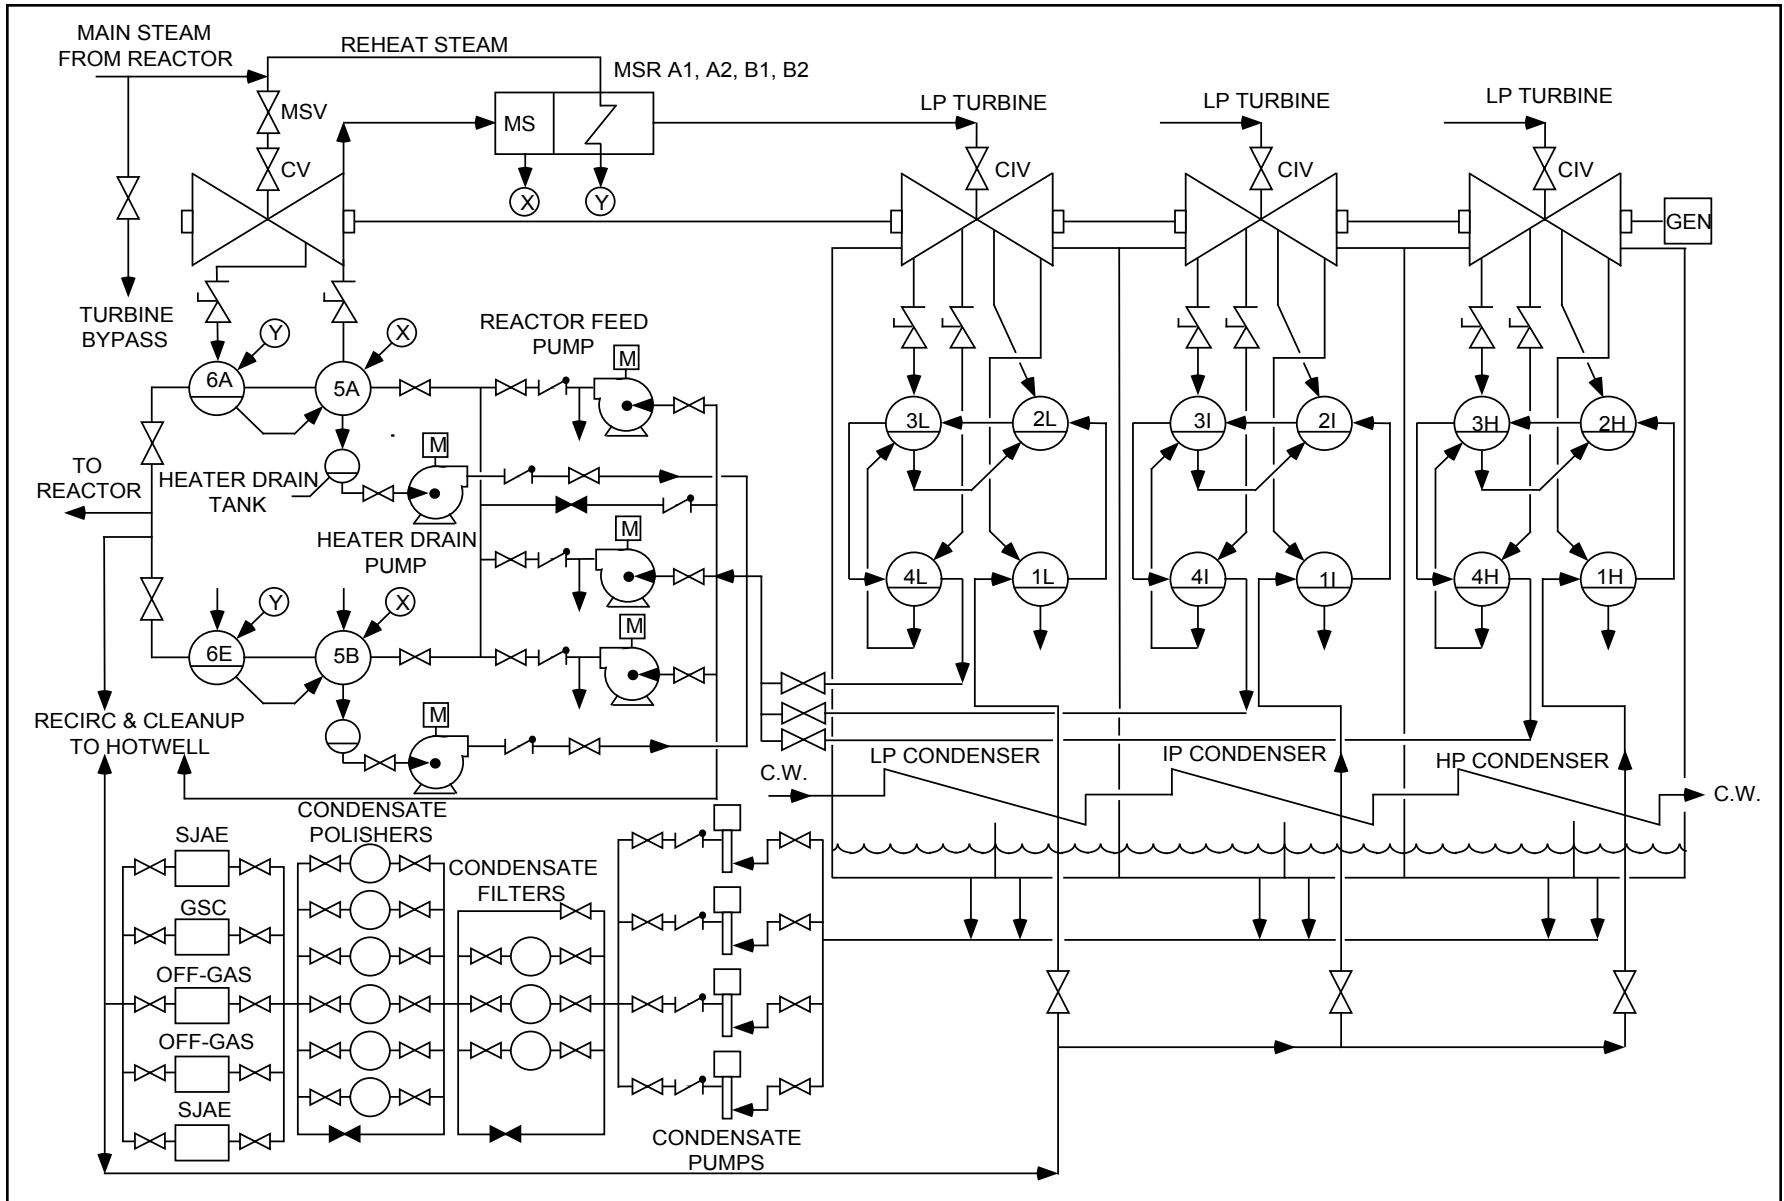 MAIN STEAM
FROM REACTOR
REHEAT STEAM
MSR A1, A2, B1, B2
MSV
MS
CV
X
Y
LP TURBINE
LP TURBINE
LP TURBINE
CIV
CIV
CIV
GEN
TURBINE
BYPASS
Y
X
6A
5A
REACTOR FEED
PUMP
M
3L
2L
3I
2I
3H
2H
TO
REACTOR
HEATER DRAIN
TANK
M
HEATER DRAIN
PUMP
M
4L
1L
4I
1I
4H
1H
Y
X
6E
5B
M
M
RECIRC & CLEANUP
TO HOTWELL
LP CONDENSER
IP CONDENSER
HP CONDENSER
C.W.
C.W.
CONDENSATE
POLISHERS
SJAE
CONDENSATE
FILTERS
GSC
OFF-GAS
OFF-GAS
SJAE
CONDENSATE
PUMPS